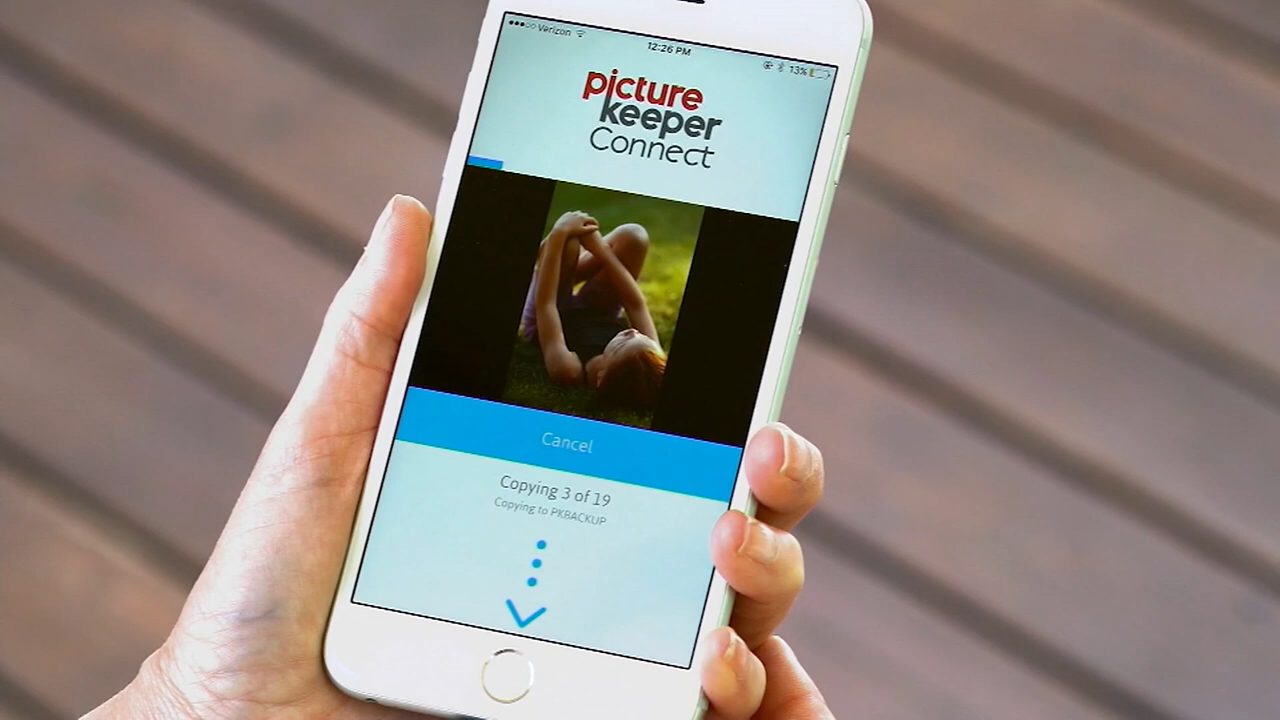 Verizon
12:26 PM
13%
picture
keeper
Connect
Cancel
Copying 3 of 19
Copying to PKBACKUP